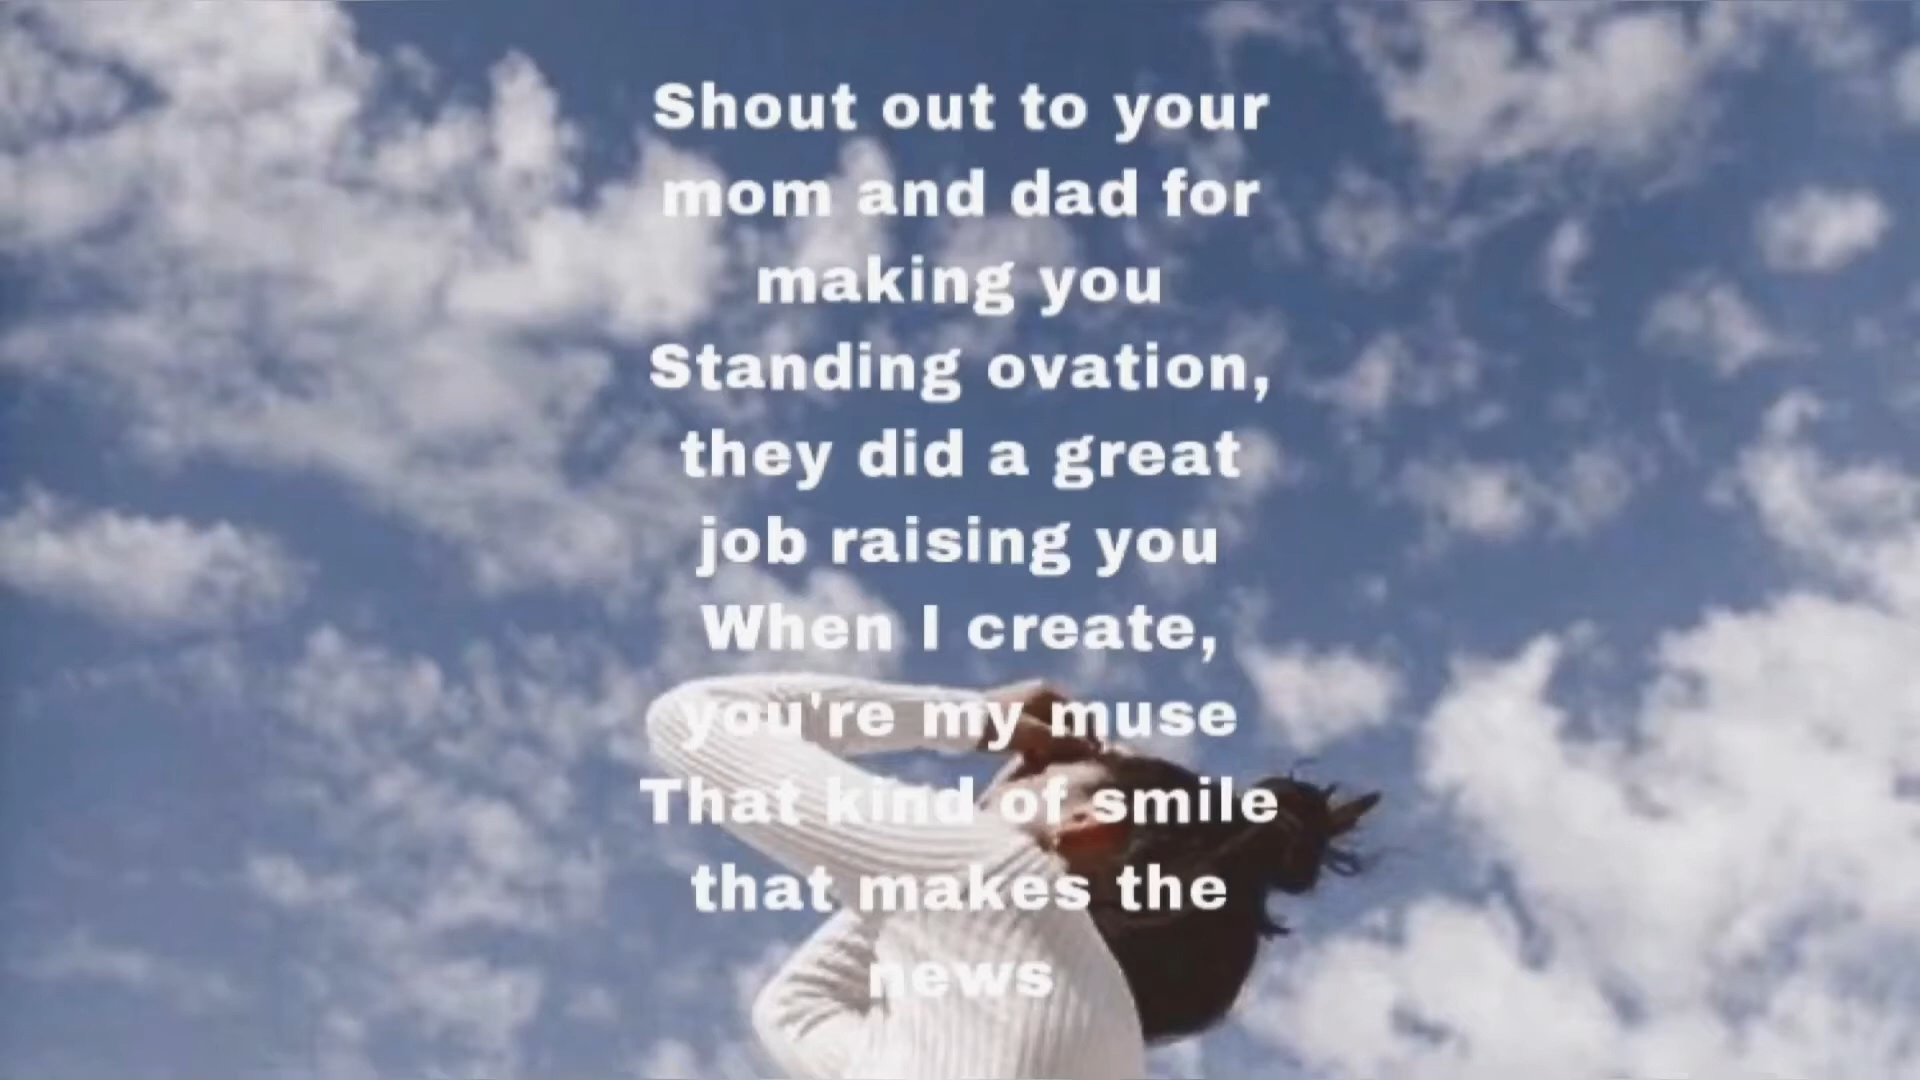 Shout out to your
mom and dad for
making you
Standing ovation,
they did a great
job raising you
When I create,
you're my muse
That kind of smile
that makes the
news